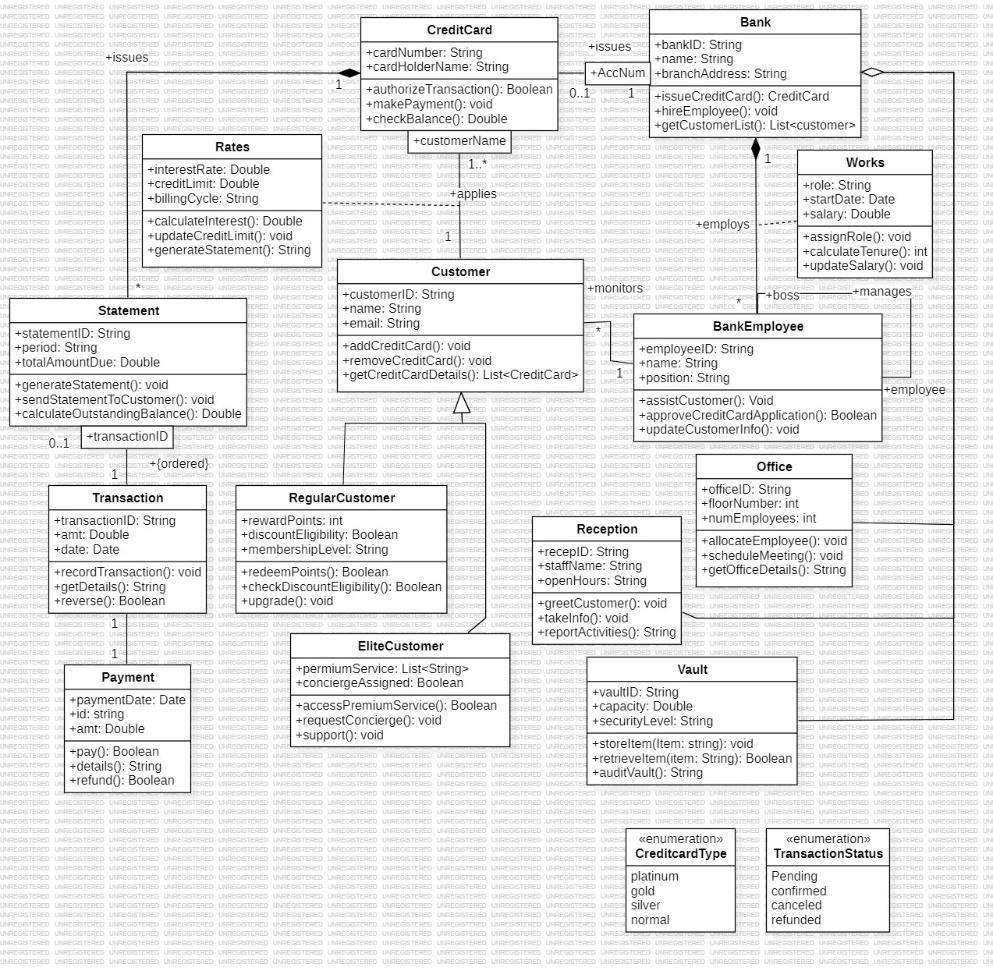 CreditCard
+cardNumber: String
+cardHolderName: String
+authorizeTransaction(): Boolean
+makePayment(): void
+checkBalance(): Double
+customerName
+issues
1
+issues
+AccNum
0..1
1
Bank
+bankID: String
+name: String
+branchAddress: String
+issueCreditCard(): CreditCard
+hireEmployee(): void
+getCustomerList(): List<customer>
1
Rates
+interestRate: Double
+creditLimit: Double
+billingCycle: String
+calculateInterest(): Double
+updateCreditLimit(): void
+generateStatement(): String
1..*
+applies
1
Works
+role: String
+startDate: Date
+salary: Double
+assignRole(): void
+calculateTenure(): int
+updateSalary(): void
+employs
*
+boss
+manages
+employee
Customer
+customerID: String
+name: String
+email: String
+addCreditCard(): void
+removeCreditCard(): void
+getCreditCardDetails(): List<CreditCard>
+monitors
*
1
BankEmployee
+employeeID: String
+name: String
+position: String
+assistCustomer(): Void
+approveCreditCardApplication(): Boolean
+updateCustomerInfo(): void
*
Statement
+statementID: String
+period: String
+totalAmountDue: Double
+generateStatement(): void
+sendStatementToCustomer(): void
+calculateOutstandingBalance(): Double
+transactionID
0..1
+{ordered}
1
Transaction
+transactionID: String
+amt: Double
+date: Date
+recordTransaction(): void
+getDetails(): String
+reverse(): Boolean
1
1
Payment
+paymentDate: Date
+id: string
+amt: Double
+pay(): Boolean
+details(): String
+refund(): Boolean
RegularCustomer
+rewardPoints: int
+discountEligibility: Boolean
+membershipLevel: String
+redeemPoints(): Boolean
+checkDiscountEligibility(): Boolean
+upgrade(): void
EliteCustomer
+permiumService: List<String>
+conciergeAssigned: Boolean
+accessPremiumService(): Boolean
+requestConcierge(): void
+support(): void
Office
+officeID: String
+floorNumber: int
+numEmployees: int
+allocateEmployee(): void
+scheduleMeeting(): void
+getOfficeDetails(): String
Reception
+recepID: String
+staffName: String
+openHours: String
+greetCustomer(): void
+takeInfo(): void
+reportActivities(): String
Vault
+vaultID: String
+capacity: Double
+securityLevel: String
+storeItem(Item: string): void
+retrieveItem(item: String): Boolean
+auditVault(): String
«enumeration»
CreditcardType
platinum
gold
silver
normal
«enumeration»
TransactionStatus
Pending
confirmed
canceled
refunded
UNREGISTERED